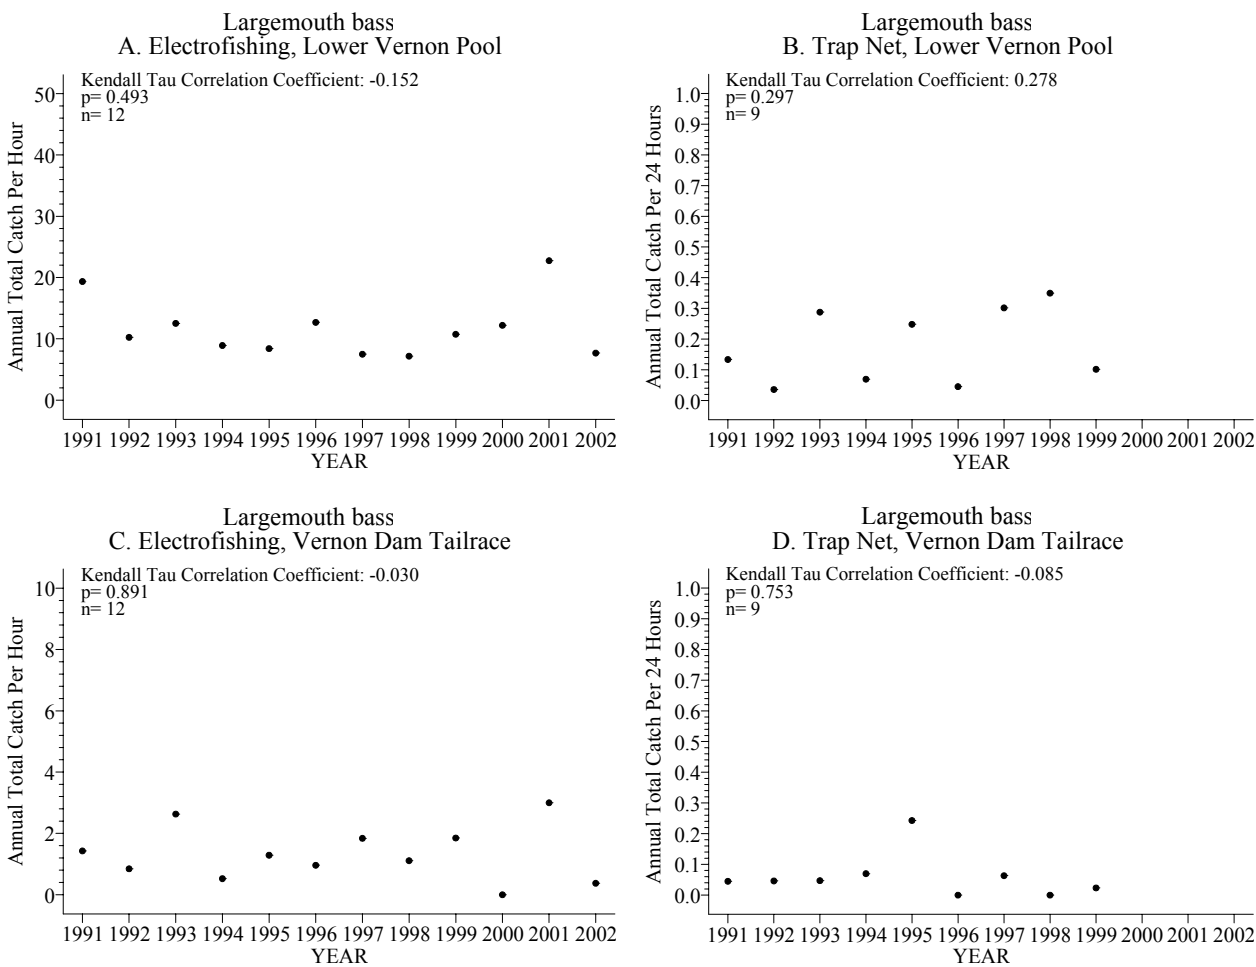 Largemouth bass
A. Electrofishing, Lower Vernon Pool
Kendall Tau Correlation Coefficient: -0.152
p= 0.493
n= 12
Annual Total Catch Per Hour
50
40
30
20
10
0
1991 1992 1993 1994 1995 1996 1997 1998 1999 2000 2001 2002
YEAR
Largemouth bass
B. Trap Net, Lower Vernon Pool
Kendall Tau Correlation Coefficient: 0.278
p= 0.297
n= 9
Annual Total Catch Per 24 Hours
1.0
0.9
0.8
0.7
0.6
0.5
0.4
0.3
0.2
0.1
0.0
1991 1992 1993 1994 1995 1996 1997 1998 1999 2000 2001 2002
YEAR
Largemouth bass
C. Electrofishing, Vernon Dam Tailrace
Kendall Tau Correlation Coefficient: -0.030
p= 0.891
n= 12
Annual Total Catch Per Hour
10
8
6
4
2
0
1991 1992 1993 1994 1995 1996 1997 1998 1999 2000 2001 2002
YEAR
Largemouth bass
D. Trap Net, Vernon Dam Tailrace
Kendall Tau Correlation Coefficient: -0.085
p= 0.753
n= 9
Annual Total Catch Per 24 Hours
1.0
0.9
0.8
0.7
0.6
0.5
0.4
0.3
0.2
0.1
0.0
1991 1992 1993 1994 1995 1996 1997 1998 1999 2000 2001 2002
YEAR